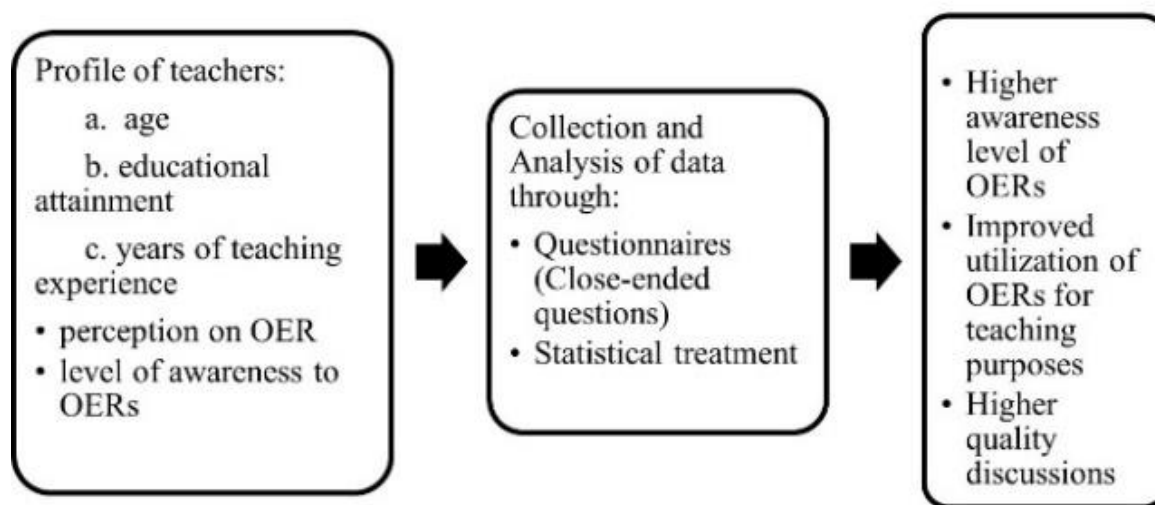 Profile of teachers:
a. age
b. educational
attainment
c. years of teaching
experience
• perception on OER
• level of awareness to
OERs
Collection and
Analysis of data
through:
• Questionnaires
(Close-ended
questions)
• Statistical treatment
• Higher
awareness
level of
OERs
• Improved
utilization of
OERs for
teaching
purposes
• Higher
quality
discussions